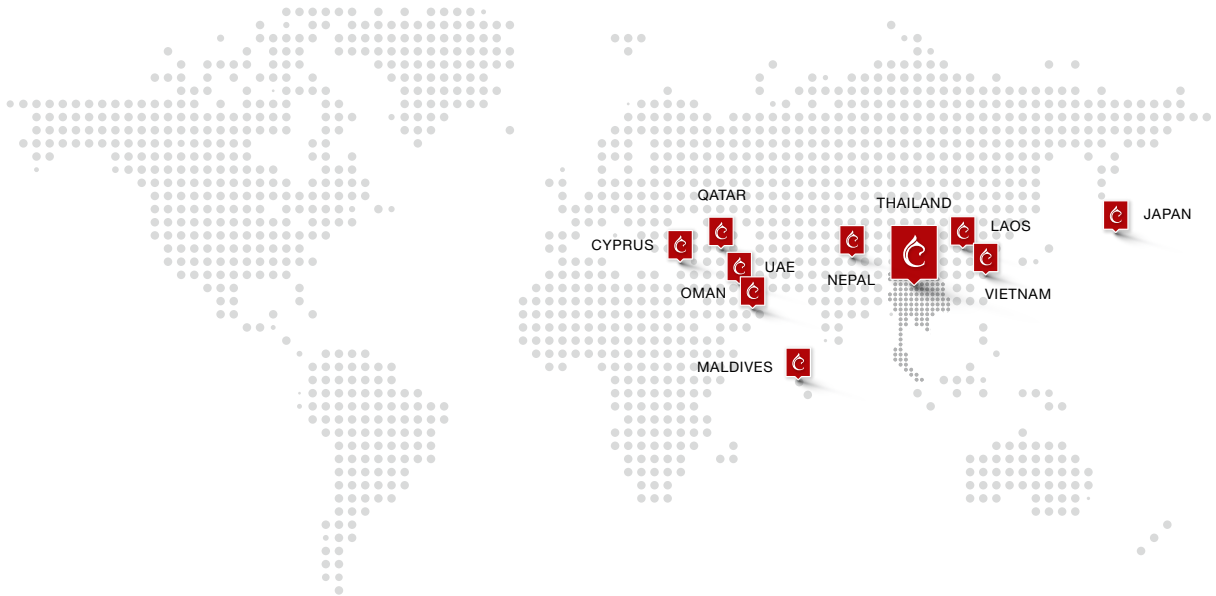 QATAR
THAILAND
JAPAN
LAOS
CYPRUS
UAE
NEPAL
OMAN
VIETNAM
MALDIVES